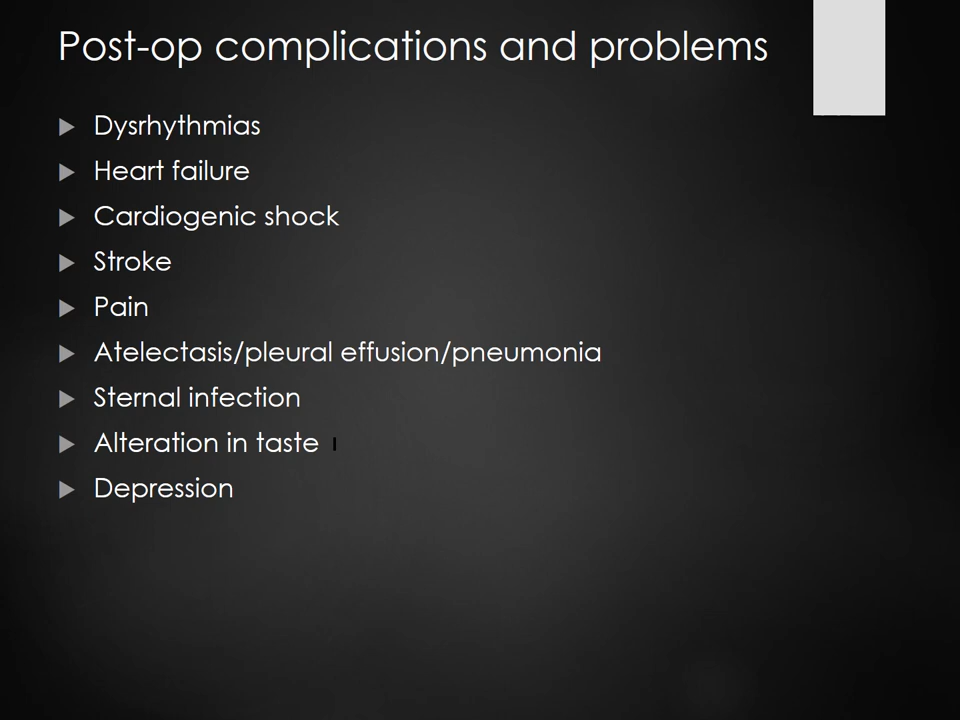 Post-op complications and problems
Dysrhythmias
Heart failure
Cardiogenic shock
Stroke
Pain
Atelectasis/pleural effusion/pneumonia
Sternal infection
Alteration in taste
Depression